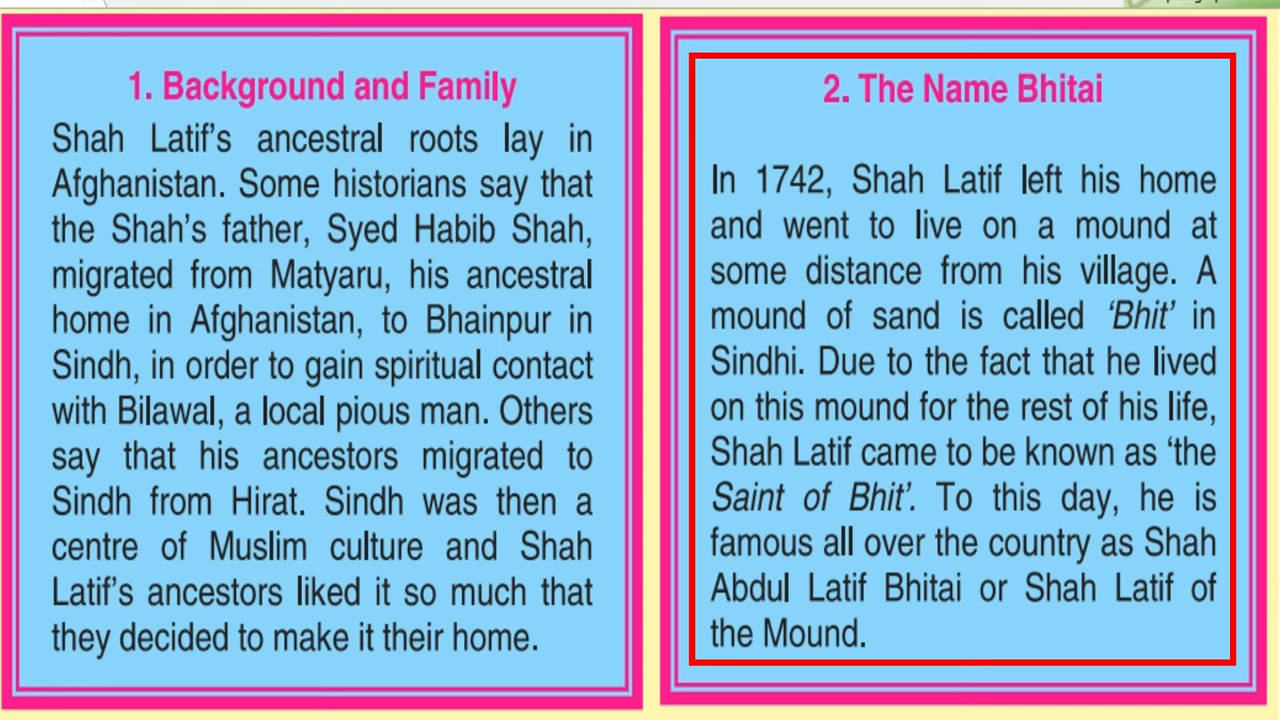 1. Background and Family
Shah Latif's ancestral roots lay in
Afghanistan. Some historians say that
the Shah's father, Syed Habib Shah,
migrated from Matyaru, his ancestral
home in Afghanistan, to Bhainpur in
Sindh, in order to gain spiritual contact
with Bilawal, a local pious man. Others
say that his ancestors migrated to
Sindh from Hirat. Sindh was then a
centre of Muslim culture and Shah
Latif's ancestors liked it so much that
they decided to make it their home.
2. The Name Bhitai
In 1742, Shah Latif left his home
and went to live on a mound at
some distance from his village. A
mound of sand is called ‘Bhit’ in
Sindhi. Due to the fact that he lived
on this mound for the rest of his life,
Shah Latif came to be known as ‘the
Saint of Bhit’. To this day, he is
famous all over the country as Shah
Abdul Latif Bhitai or Shah Latif of
the Mound.